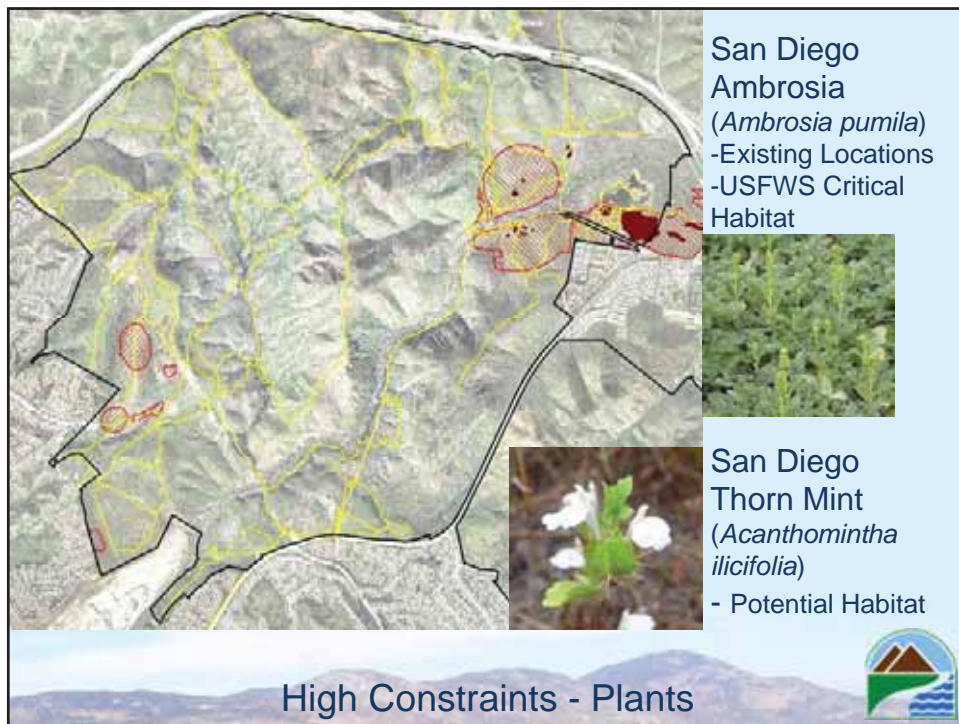 San Diego
Ambrosia
(Ambrosia pumila)
-Existing Locations
-USFWS Critical
Habitat
San Diego
Thorn Mint
(Acanthomintha
ilicifolia)
- Potential Habitat
High Constraints - Plants